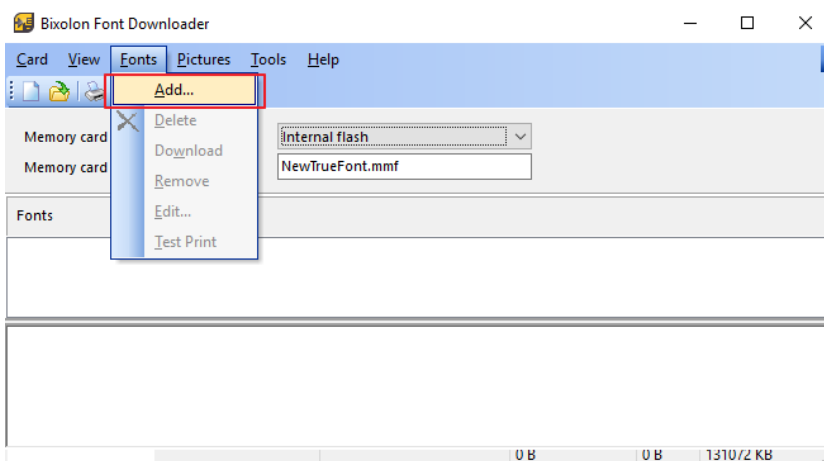 Bixolon Font Downloader
Card View Fonts Pictures Tools Help
Add...
Delete
Memory card
Internal flash
Download
Memory card
NewTrueFont.mmf
Remove
Fonts
Edit...
Test Print
0 B 0 B 131072 KB